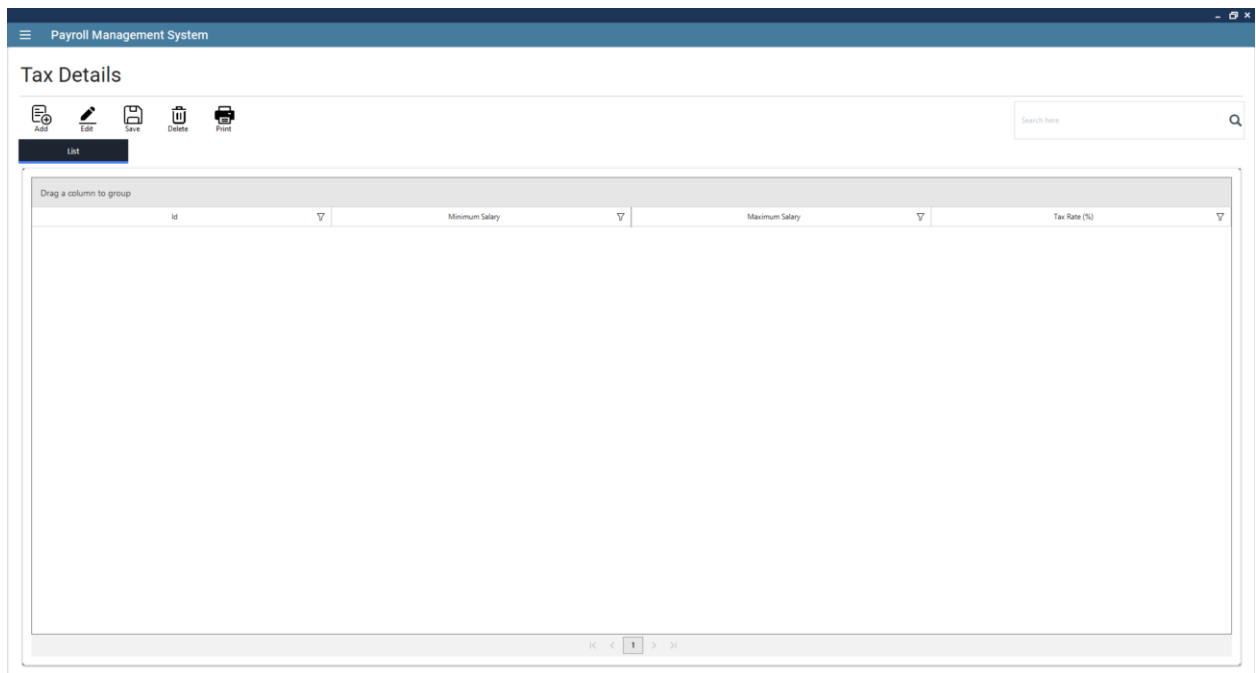 Payroll Management System
Tax Details
Add Edit Save Delete Print
Search here
List
Drag a column to group
Id Minimum Salary Maximum Salary Tax Rate (%)
1